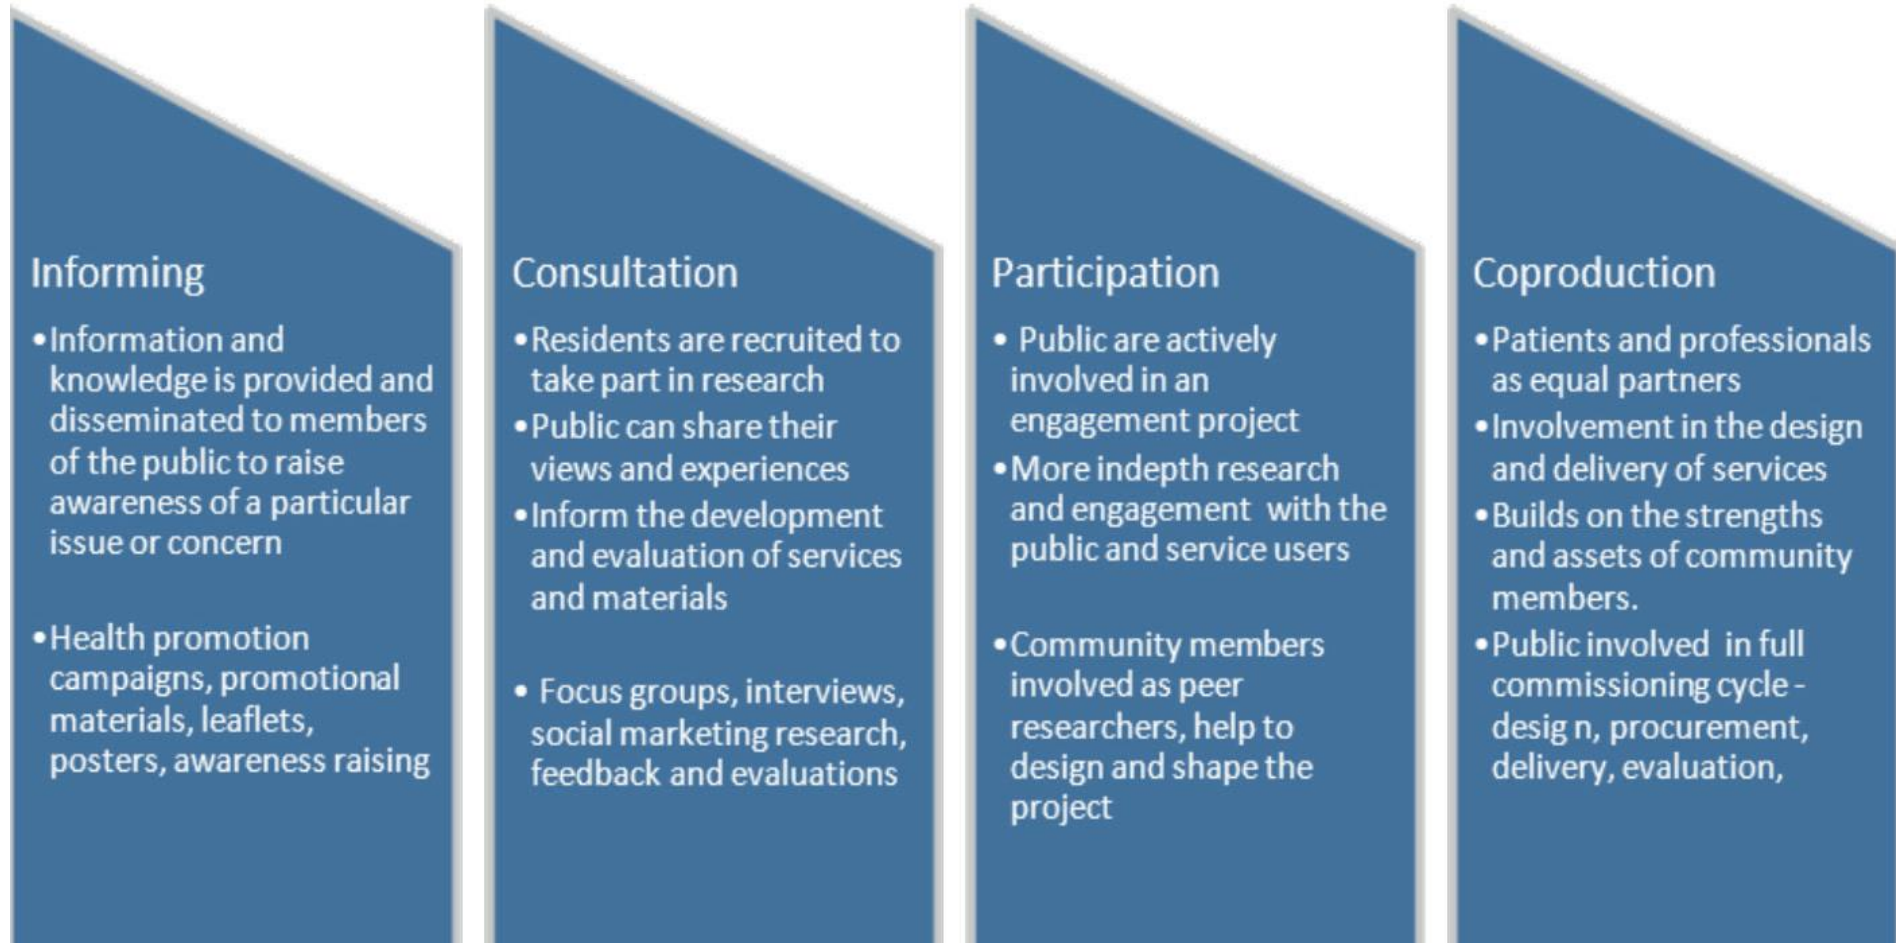 Informing
•Information and
knowledge is provided and
disseminated to members
of the public to raise
awareness of a particular
issue or concern
•Health promotion
campaigns, promotional
materials, leaflets,
posters, awareness raising
Consultation
•Residents are recruited to
take part in research
•Public can share their
views and experiences
•Inform the development
and evaluation of services
and materials
• Focus groups, interviews,
social marketing research,
feedback and evaluations
Participation
• Public are actively
involved in an
engagement project
•More indepth research
and engagement with the
public and service users
•Community members
involved as peer
researchers, help to
design and shape the
project
Coproduction
•Patients and professionals
as equal partners
•Involvement in the design
and delivery of services
•Builds on the strengths
and assets of community
members.
•Public involved in full
commissioning cycle -
desig n, procurement,
delivery, evaluation,